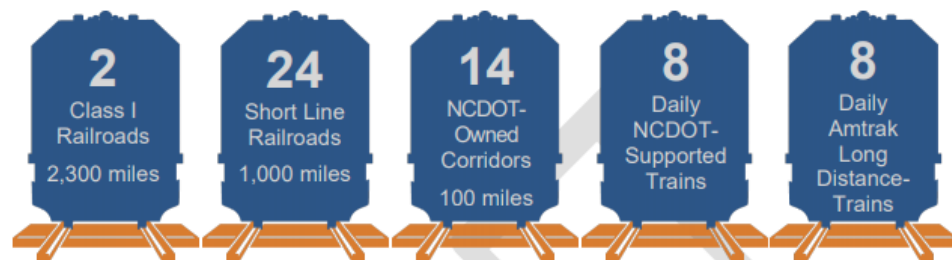 2
Class I
Railroads
2,300 miles
24
Short Line
Railroads
1,000 miles
14
NCDOT-
Owned
Corridors
100 miles
8
Daily
NCDOT-
Supported
Trains
8
Daily
Amtrak
Long
Distance-
Trains